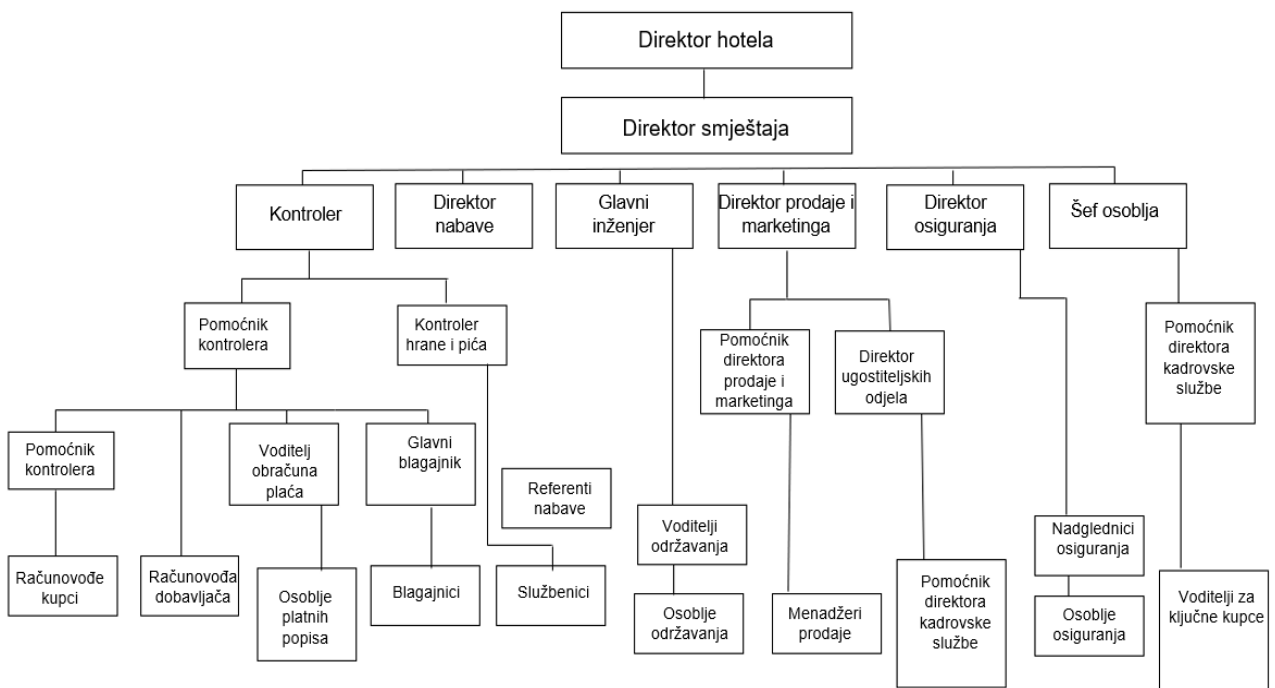 Direktor hotela
Direktor smještaja
Kontroler
Direktor
nabave
Glavni
inženjer
Direktor prodaje i
marketinga
Direktor
osiguranja
Šef osoblja
Pomoćnik
kontrolera
Kontroler
hrane i pića
Pomoćnik
direktora
prodaje i
marketinga
Direktor
ugostiteljskih
odjela
Pomoćnik
direktora
kadrovske
službe
Pomoćnik
kontrolera
Voditelj
obračuna
plaća
Glavni
blagajnik
Referenti
nabave
Voditelji
održavanja
Nadglednici
osiguranja
Računovođe
kupci
Računovođa
dobavljača
Osoblje
platnih
popisa
Blagajnici
Službenici
Osoblje
održavanja
Menadžeri
prodaje
Pomoćnik
direktora
kadrovske
službe
Osoblje
osiguranja
Voditelji za
ključne kupce